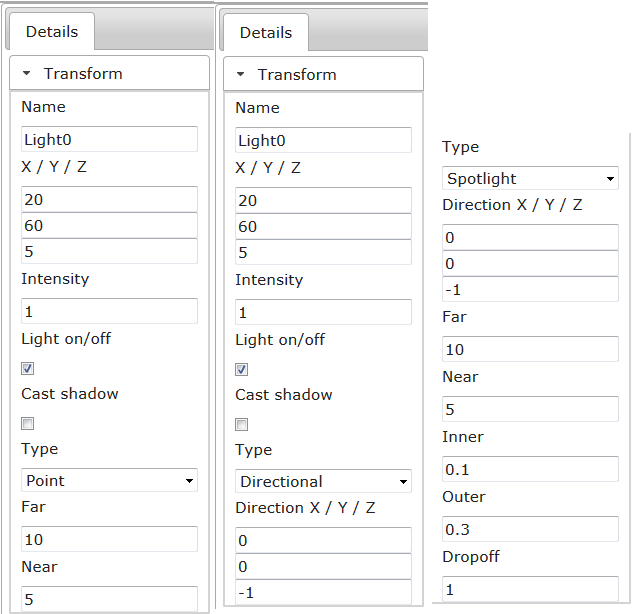 Details
Transform
Name
Light0
X / Y / Z
20
60
5
Intensity
1
Light on/off
Cast shadow
Type
Point
Far
10
Near
5
Details
Transform
Name
Light0
X / Y / Z
20
60
5
Intensity
1
Light on/off
Cast shadow
Type
Directional
Direction X / Y / Z
0
0
-1
Type
Spotlight
Direction X / Y / Z
0
0
-1
Far
10
Near
5
Inner
0.1
Outer
0.3
Dropoff
1